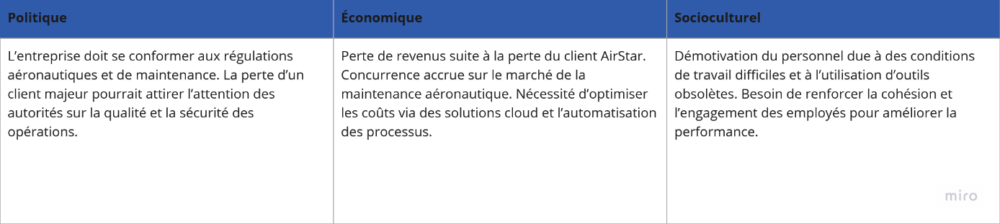 Politique
Économique
Socioculturel
L’entreprise doit se conformer aux régulations
aéronautiques et de maintenance. La perte d’un
client majeur pourrait attirer l’attention des
autorités sur la qualité et la sécurité des
opérations.
Perte de revenus suite à la perte du client AirStar.
Concurrence accrue sur le marché de la
maintenance aéronautique. Nécessité d’optimiser
les coûts via des solutions cloud et l’automatisation
des processus.
Démotivation du personnel due à des conditions
de travail difficiles et à l’utilisation d’outils
obsolètes. Besoin de renforcer la cohésion et
l’engagement des employés pour améliorer la
performance.
miro